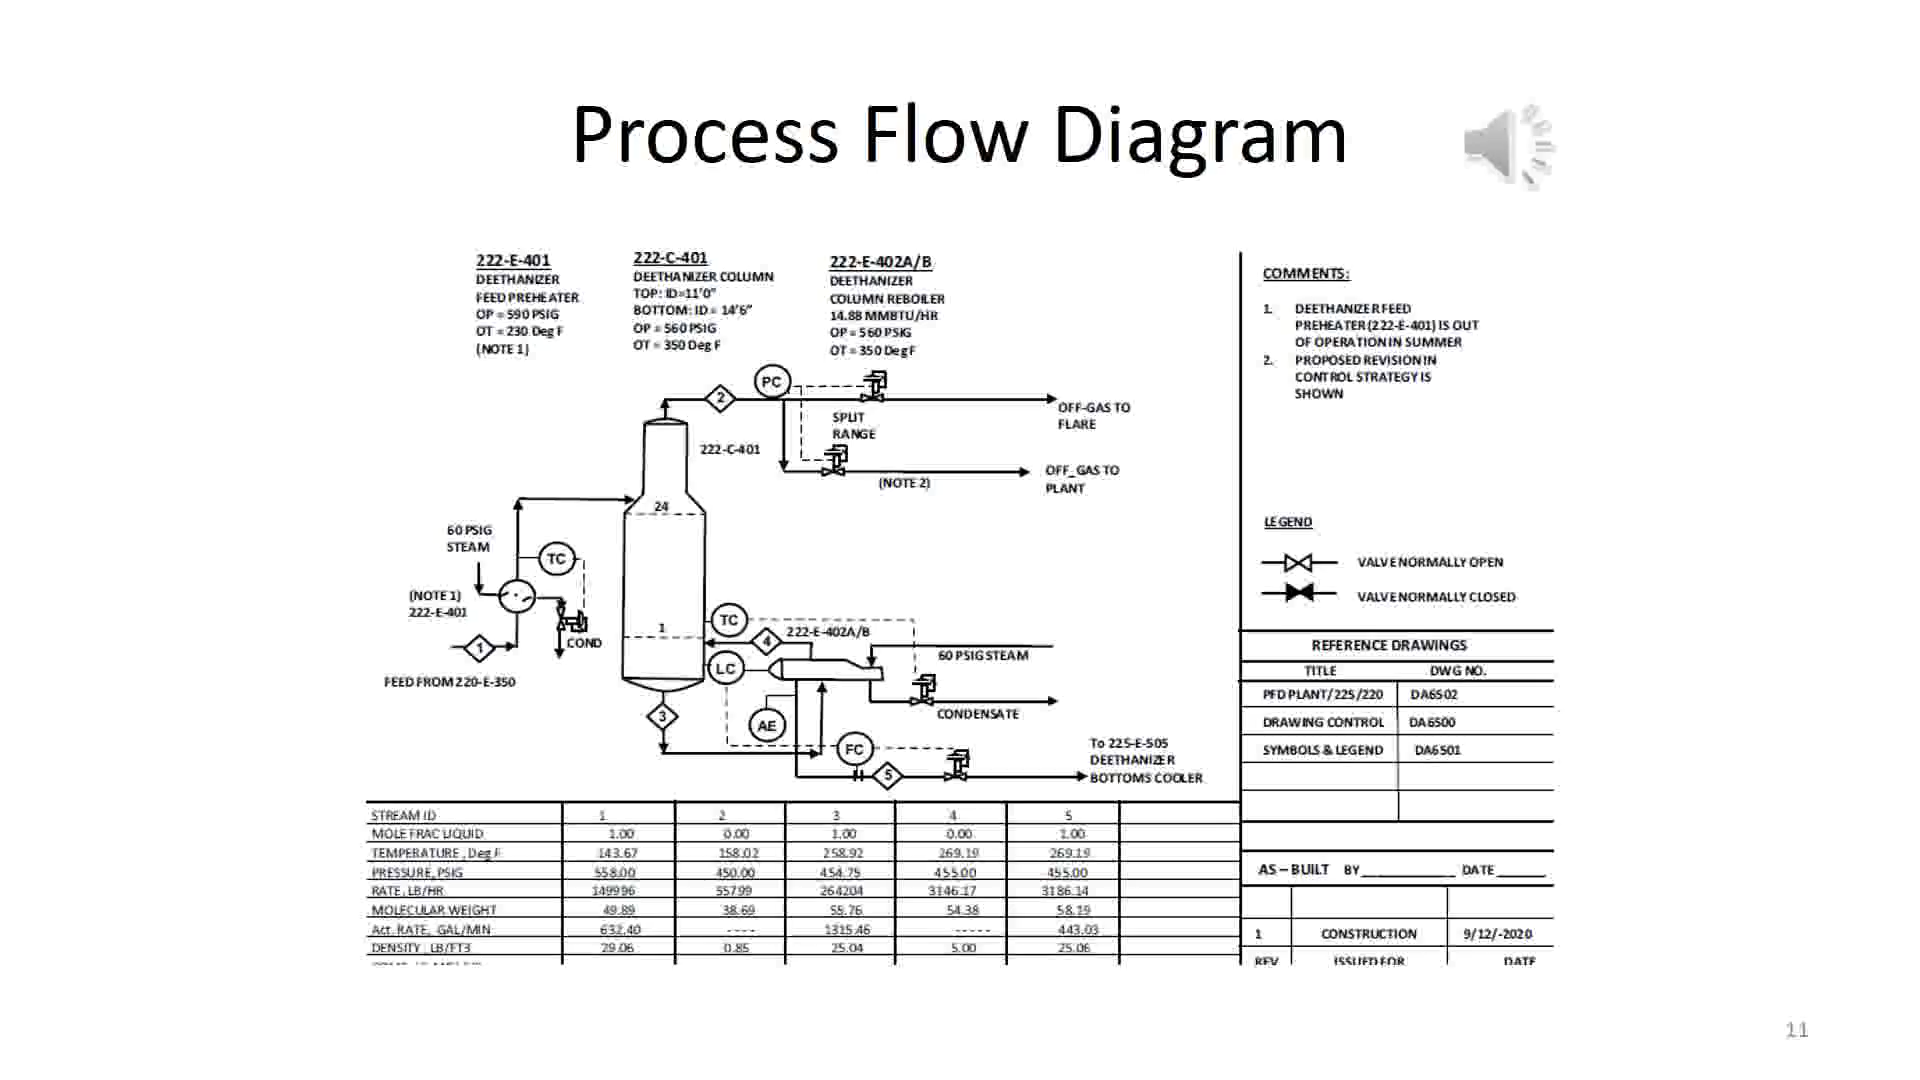 Process Flow Diagram
222-E-401
DEETHANIZER
FEED PREHEATER
OP = 590 PSIG
OT = 230 Deg F
(NOTE 1)
222-C-401
DEETHANIZER COLUMN
TOP: ID=11'0"
BOTTOM: ID = 14'6"
OP = 560 PSIG
OT = 350 Deg F
222-E-402A/B
DEETHANIZER
COLUMN REBOILER
14.88 MMBTU/HR
OP = 560 PSIG
OT = 350 Deg F
COMMENTS:
1. DEETHANIZER FEED
PREHEATER (222-E-401) IS OUT
OF OPERATION IN SUMMER
2. PROPOSED REVISION IN
CONTROL STRATEGY IS
SHOWN
PC
2
SPLIT
RANGE
OFF-GAS TO
FLARE
222-C-401
OFF_GAS TO
PLANT
(NOTE 2)
24
60 PSIG
STEAM
TC
(NOTE 1)
222-E-401
COND
1
FEED FROM 220-E-350
1
TC
4
222-E-402A/B
60 PSIG STEAM
LC
CONDENSATE
3
AE
FC
5
To 225-E-505
DEETHANIZER
BOTTOMS COOLER
LEGEND
VALVE NORMALLY OPEN
VALVE NORMALLY CLOSED
REFERENCE DRAWINGS
TITLE DWG NO.
PFD PLANT/225/220 DA6502
DRAWING CONTROL DA6500
SYMBOLS & LEGEND DA6501
AS – BUILT BY DATE
1 CONSTRUCTION 9/12/-2020
REV ISSUED FOR DATE
STREAM ID 1 2 3 4 5
MOLE FRAC LIQUID 1.00 0.00 1.00 0.00 1.00
TEMPERATURE , Deg F 143.67 158.02 258.92 269.19 269.19
PRESSURE, PSIG 558.00 450.00 454.75 455.00 455.00
RATE, LB/HR 149996 55799 264204 3146.17 3186.14
MOLECULAR WEIGHT 49.89 38.69 55.76 54.38 58.19
Act. RATE, GAL/MIN 632.40 - - - - 1315.46 - - - - - 443.03
DENSITY , LB/FT3 29.06 0.85 25.04 5.00 25.06
11